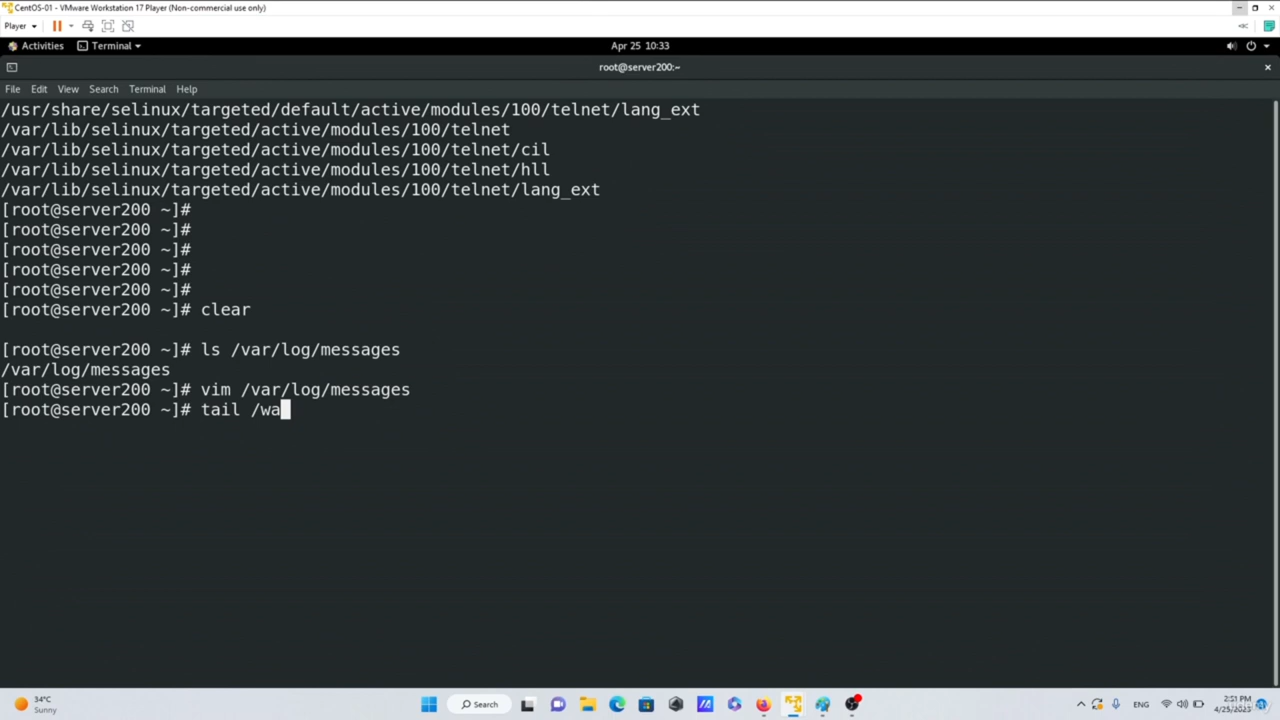 CentOS-01 - VMware Workstation 17 Player (Non-commercial use only)
Player
Activities Terminal Apr 25 10:33
root@server200:~
File Edit View Search Terminal Help
/usr/share/selinux/targeted/default/active/modules/100/telnet/lang_ext
/var/lib/selinux/targeted/active/modules/100/telnet
/var/lib/selinux/targeted/active/modules/100/telnet/cil
/var/lib/selinux/targeted/active/modules/100/telnet/hll
/var/lib/selinux/targeted/active/modules/100/telnet/lang_ext
[root@server200 ~]#
[root@server200 ~]#
[root@server200 ~]#
[root@server200 ~]#
[root@server200 ~]#
[root@server200 ~]# clear
[root@server200 ~]# ls /var/log/messages
/var/log/messages
[root@server200 ~]# vim /var/log/messages
[root@server200 ~]# tail /wa
34°C
Sunny
Search
ENG
2:51 PM